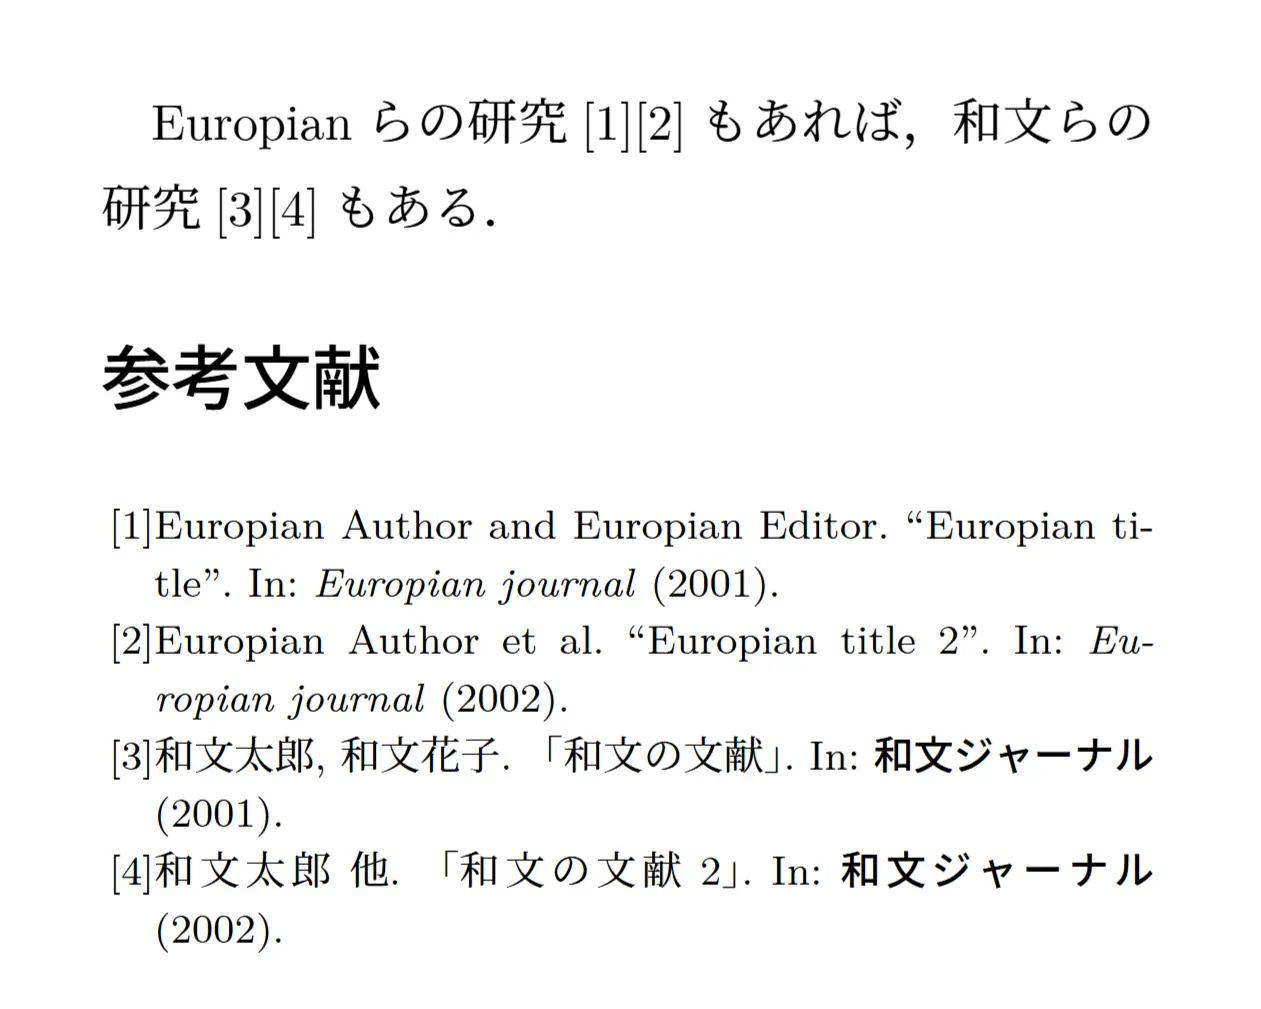 Europian らの研究 [1][2] もあれば，和文らの
研究 [3][4] もある．
参考文献
[1]Europian Author and Europian Editor. “Europian ti-
tle”. In: Europian journal (2001).
[2]Europian Author et al. “Europian title 2”. In: Eu-
ropian journal (2002).
[3]和文太郎, 和文花子. 「和文の文献」. In: 和文ジャーナル
(2001).
[4]和文太郎 他. 「和文の文献 2」. In: 和文ジャーナル
(2002).